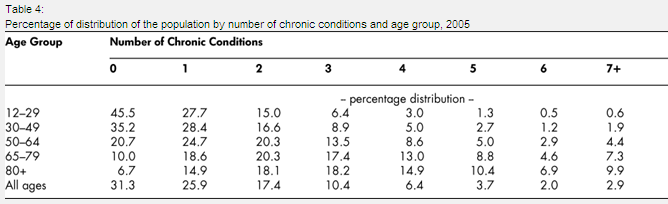 Table 4:
Percentage of distribution of the population by number of chronic conditions and age group, 2005
Age Group Number of Chronic Conditions
0 1 2 3 4 5 6 7+
– percentage distribution –
12–29 45.5 27.7 15.0 6.4 3.0 1.3 0.5 0.6
30–49 35.2 28.4 16.6 8.9 5.0 2.7 1.2 1.9
50–64 20.7 24.7 20.3 13.5 8.6 5.0 2.9 4.4
65–79 10.0 18.6 20.3 17.4 13.0 8.8 4.6 7.3
80+ 6.7 14.9 18.1 18.2 14.9 10.4 6.9 9.9
All ages 31.3 25.9 17.4 10.4 6.4 3.7 2.0 2.9